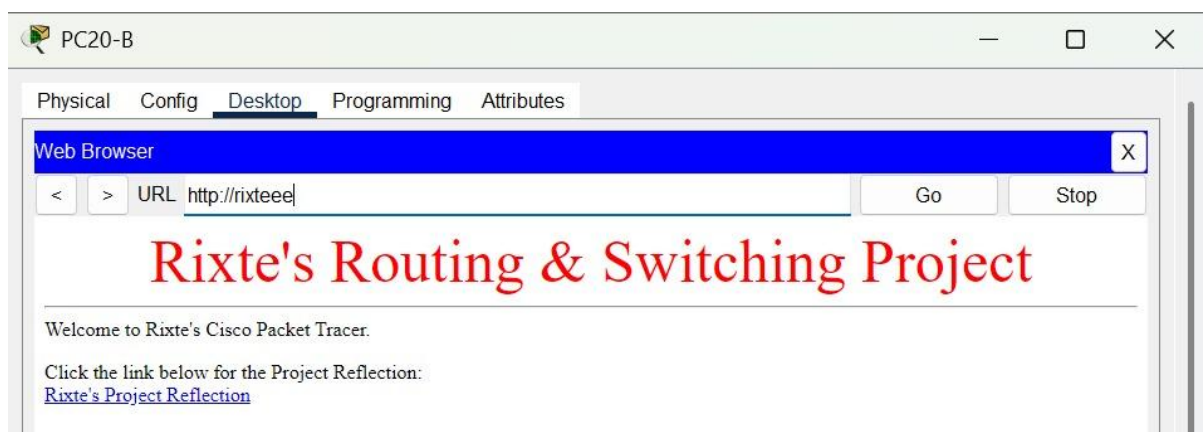 PC20-B
Physical Config Desktop Programming Attributes
Web Browser X
< > URL http://rixteee Go Stop
Rixte's Routing & Switching Project
Welcome to Rixte's Cisco Packet Tracer.
Click the link below for the Project Reflection:
Rixte's Project Reflection